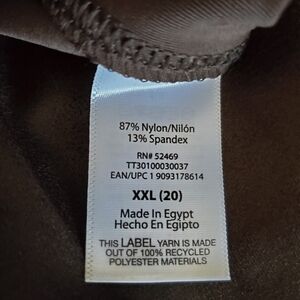 87% Nylon/Nilón
13% Spandex
RN# 52469
TT30100030037
EAN/UPC 1 9093178614
XXL (20)
Made In Egypt
Hecho En Egipto
THIS LABEL YARN IS MADE
OUT OF 100% RECYCLED
POLYESTER MATERIALS